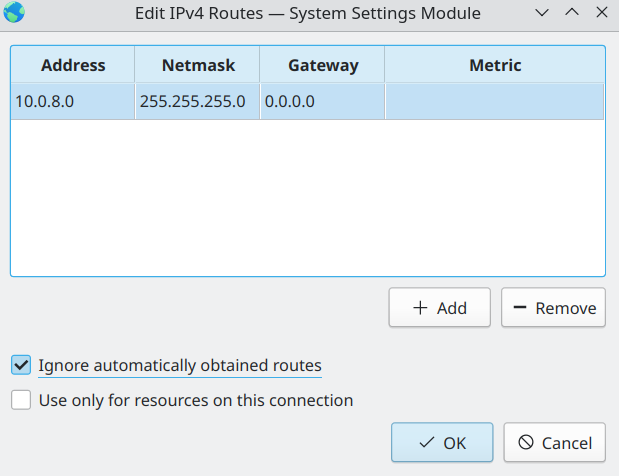 Edit IPv4 Routes — System Settings Module
Address Netmask Gateway Metric
10.0.8.0 255.255.255.0 0.0.0.0
Add Remove
Ignore automatically obtained routes
Use only for resources on this connection
OK Cancel